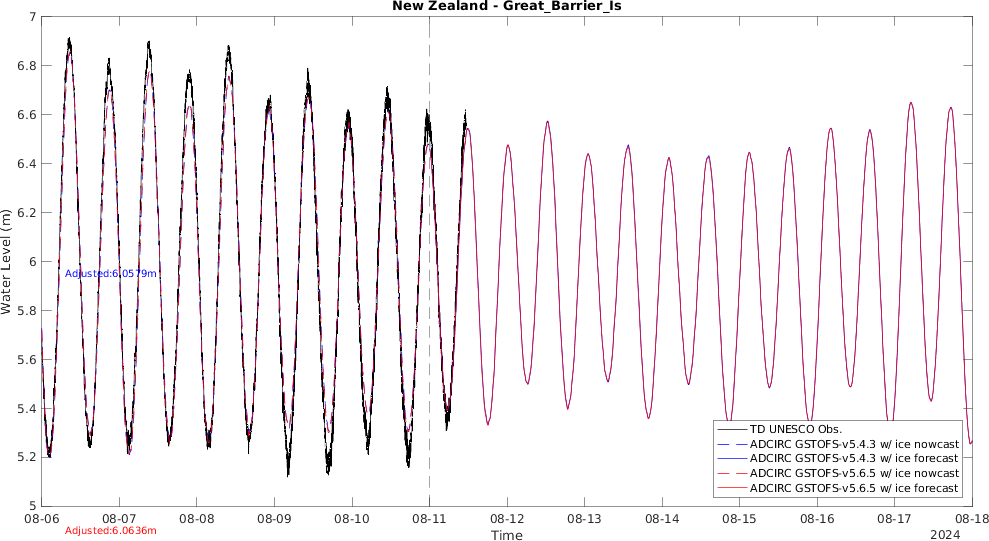 New Zealand - Great_Barrier_Is
7
6.8
6.6
6.4
6.2
6
5.8
5.6
5.4
5.2
5
Water Level (m)
Adjusted:6.0579m
TD UNESCO Obs.
ADCIRC GSTOFS-v5.4.3 w/ ice nowcast
ADCIRC GSTOFS-v5.4.3 w/ ice forecast
ADCIRC GSTOFS-v5.6.5 w/ ice nowcast
ADCIRC GSTOFS-v5.6.5 w/ ice forecast
08-06 08-07 08-08 08-09 08-10 08-11 08-12 08-13 08-14 08-15 08-16 08-17 08-18
Adjusted:6.0636m
Time
2024